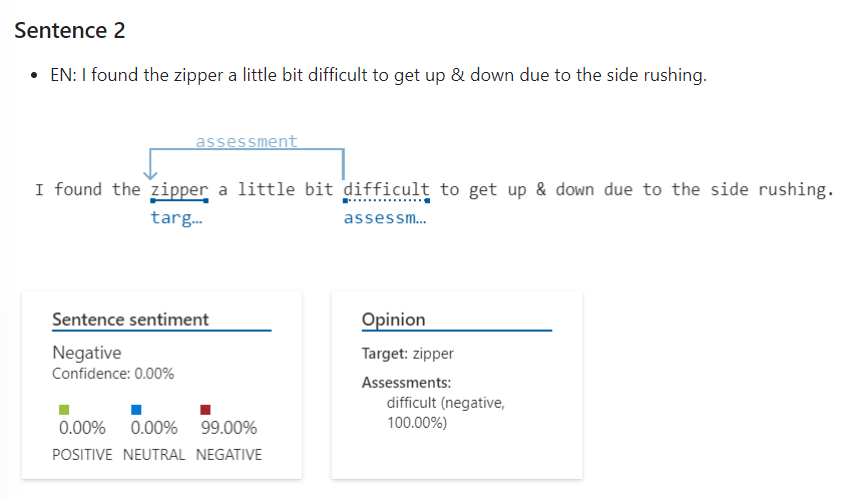 Sentence 2
• EN: I found the zipper a little bit difficult to get up & down due to the side rushing.
assessment
I found the zipper a little bit difficult to get up & down due to the side rushing.
targ... assessm...
Sentence sentiment
Negative
Confidence: 0.00%
0.00% 0.00% 99.00%
POSITIVE NEUTRAL NEGATIVE
Opinion
Target: zipper
Assessments:
difficult (negative,
100.00%)